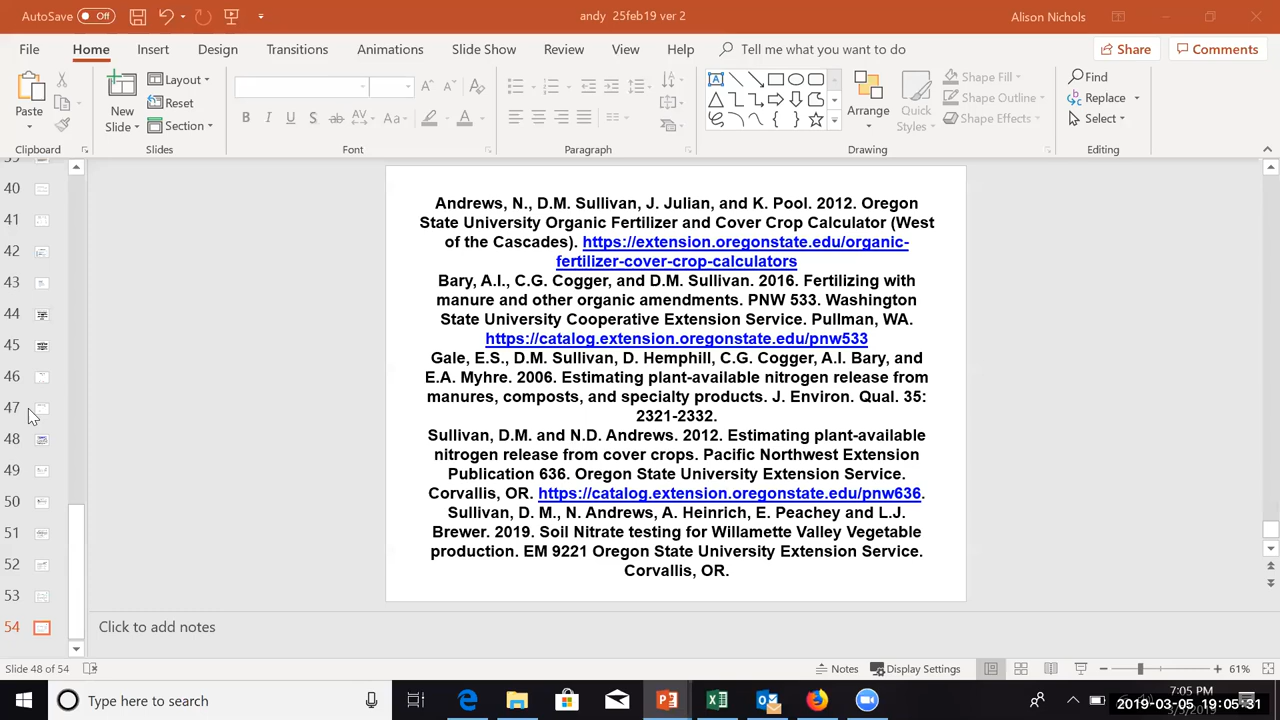 AutoSave Off andy 25feb19 ver 2 Alison Nichols
File Home Insert Design Transitions Animations Slide Show Review View Help Tell me what you want to do Share Comments
Paste
Clipboard
New
Slide
Layout
Reset
Section
Slides
B I U S ab AV Aa A
Font
Paragraph
Arrange
Quick
Styles
Shape Fill
Shape Outline
Shape Effects
Drawing
Find
Replace
Select
Editing
40
41
42
43
44
45
46
47
48
49
50
51
52
53
54
Andrews, N., D.M. Sullivan, J. Julian, and K. Pool. 2012. Oregon
State University Organic Fertilizer and Cover Crop Calculator (West
of the Cascades). https://extension.oregonstate.edu/organic-
fertilizer-cover-crop-calculators
Bary, A.I., C.G. Cogger, and D.M. Sullivan. 2016. Fertilizing with
manure and other organic amendments. PNW 533. Washington
State University Cooperative Extension Service. Pullman, WA.
https://catalog.extension.oregonstate.edu/pnw533
Gale, E.S., D.M. Sullivan, D. Hemphill, C.G. Cogger, A.I. Bary, and
E.A. Myhre. 2006. Estimating plant-available nitrogen release from
manures, composts, and specialty products. J. Environ. Qual. 35:
2321-2332.
Sullivan, D.M. and N.D. Andrews. 2012. Estimating plant-available
nitrogen release from cover crops. Pacific Northwest Extension
Publication 636. Oregon State University Extension Service.
Corvallis, OR. https://catalog.extension.oregonstate.edu/pnw636.
Sullivan, D. M., N. Andrews, A. Heinrich, E. Peachey and L.J.
Brewer. 2019. Soil Nitrate testing for Willamette Valley Vegetable
production. EM 9221 Oregon State University Extension Service.
Corvallis, OR.
Click to add notes
Slide 48 of 54 Notes Display Settings 61%
Type here to search
7:05 PM
2019-03-05 19:05:31